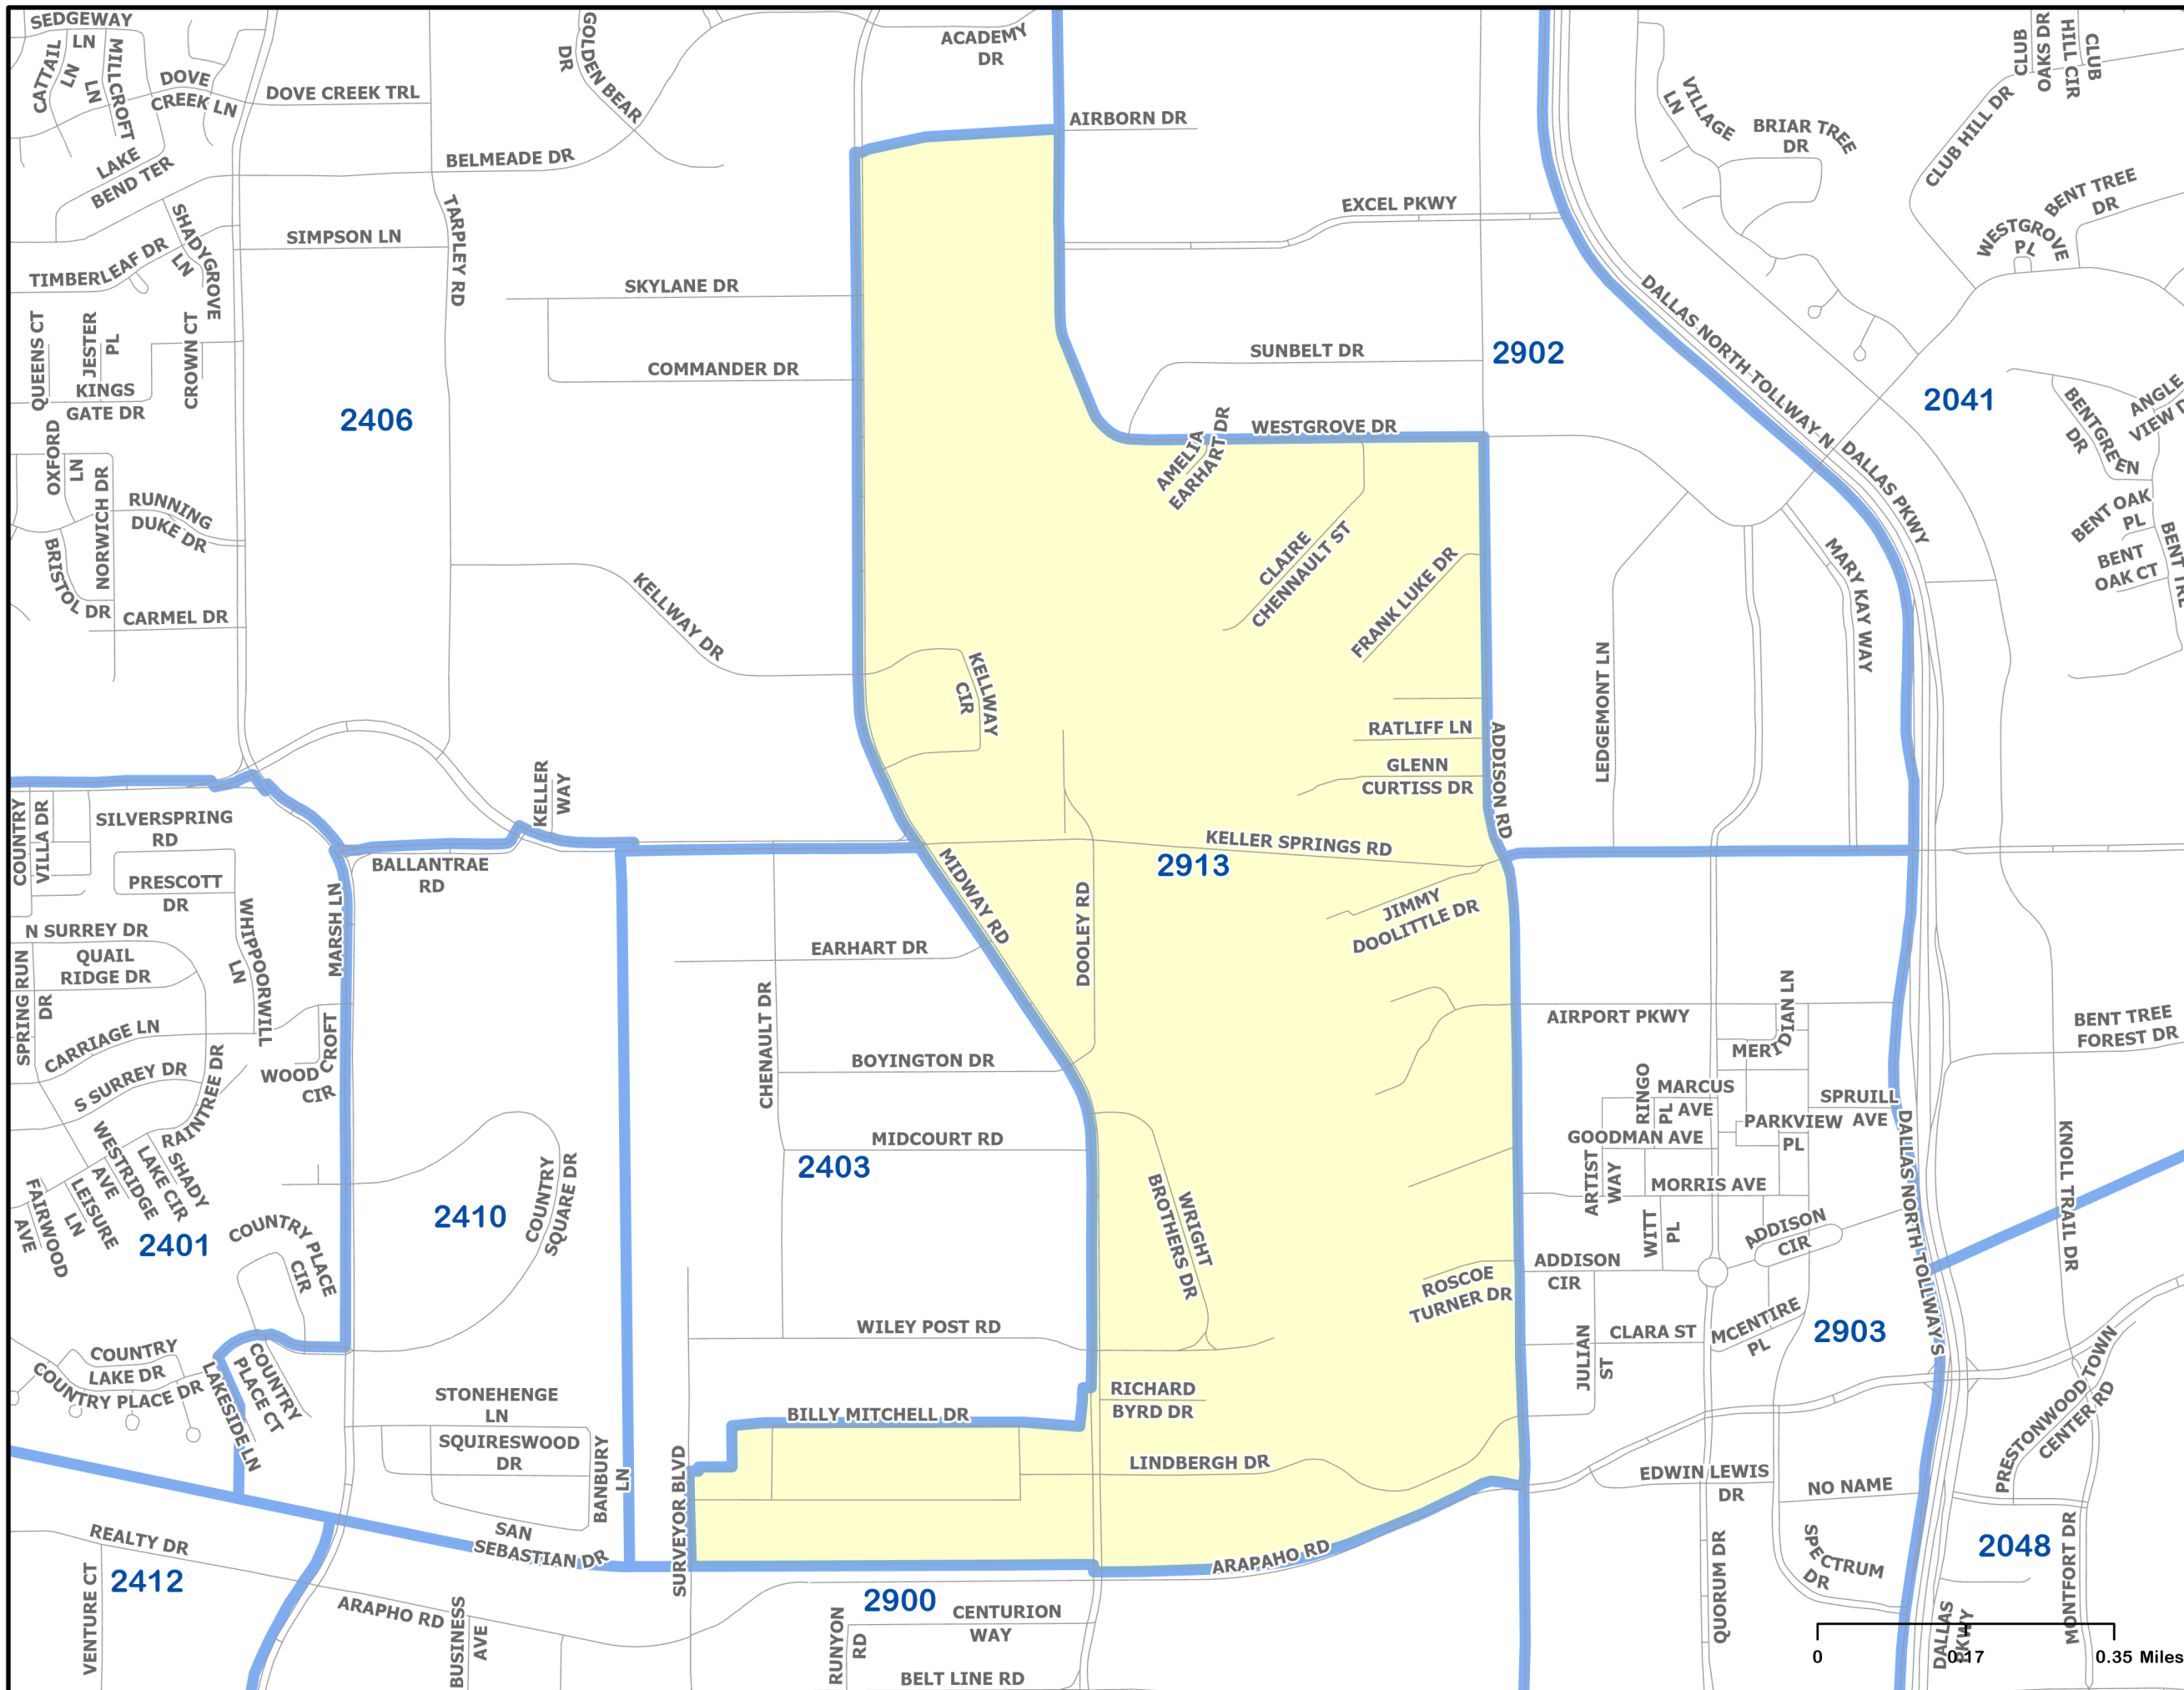 SEDGEWAY
LN
CATTAIL
LN
MILLCROFT
LN
DOVE
CREEK LN
DOVE CREEK TRL
LAKE
BEND TER
BELMEADE DR
GOLDEN BEAR
DR
ACADEMY
DR
AIRBORN DR
EXCEL PKWY
VILLAGE
LN
BRIAR TREE
DR
CLUB
OAKS DR
CLUB
HILL CIR
CLUB HILL DR
BENT TREE
DR
WESTGROVE
PL
SHADYGROVE
LN
SIMPSON LN
TARPLEY RD
TIMBERLEAF DR
SKYLANE DR
COMMANDER DR
QUEENS CT
JESTER
PL
CROWN CT
KINGS
GATE DR
2406
SUNBELT DR
2902
DALLAS NORTH TOLLWAY N
2041
ANGLE
VIEW D
BENTGREEN
DR
WESTGROVE DR
AMELIA
EARHART DR
DALLAS PKWY
OXFORD
LN
NORWICH DR
RUNNING
DUKE DR
BRISTOL DR
CARMEL DR
KELLWAY DR
CLAIRE
CHENNAULT ST
FRANK LUKE DR
BENT OAK
PL
BENT
OAK CT
BENT TRE
MARY KAY WAY
LEDGEMONT LN
KELLWAY
CIR
RATLIFF LN
GLENN
CURTISS DR
ADDISON RD
KELLER
WAY
COUNTRY
VILLA DR
SILVERSPRING
RD
PRESCOTT
DR
BALLANTRAE
RD
MARSH LN
MIDWAY RD
KELLER SPRINGS RD
2913
DOOLEY RD
JIMMY
DOOLITTLE DR
WHIPPOORWILL
LN
N SURREY DR
QUAIL
RIDGE DR
SPRING RUN
DR
CARRIAGE LN
S SURREY DR
RAINTREE DR
WOOD
CROFT
CIR
EARHART DR
CHENAULT DR
BOYINGTON DR
AIRPORT PKWY
MERIDIAN LN
BENT TREE
FOREST DR
MARCUS
AVE
RINGO
PL
SPRUILL
AVE
PARKVIEW
PL
GOODMAN AVE
ARTIST
WAY
MORRIS AVE
WITT
PL
MIDCOURT RD
2403
WESTRIDGE
AVE
SHADY
LAKE CIR
LEISURE
LN
FAIRWOOD
AVE
2401
COUNTRY PLACE
CIR
2410
COUNTRY
SQUARE DR
WRIGHT
BROTHERS DR
ROSCOE
TURNER DR
ADDISON
CIR
ADDISON
CIR
DALLAS NORTH TOLLWAY S
KNOLL TRAIL DR
WILEY POST RD
CLARA ST
MCENTIRE
PL
2903
JULIAN
ST
COUNTRY
LAKE DR
COUNTRY PLACE DR
COUNTRY
PLACE CT
LAKESIDE LN
STONEHENGE
LN
SQUIRESWOOD
DR
BANBURY
LN
SAN
SEBASTIAN DR
BILLY MITCHELL DR
RICHARD
BYRD DR
LINDBERGH DR
SURVEYOR BLVD
ARAPAHO RD
EDWIN LEWIS
DR
NO NAME
PRESTONWOOD TOWN
CENTER RD
SPECTRUM
DR
QUORUM DR
2048
MONTFORT DR
DALLAS
PKWY
REALTY DR
2412
VENTURE CT
ARAPHO RD
BUSINESS
AVE
2900
RUNYON
RD
CENTURION
WAY
BELT LINE RD
0
0.17
0.35 Miles